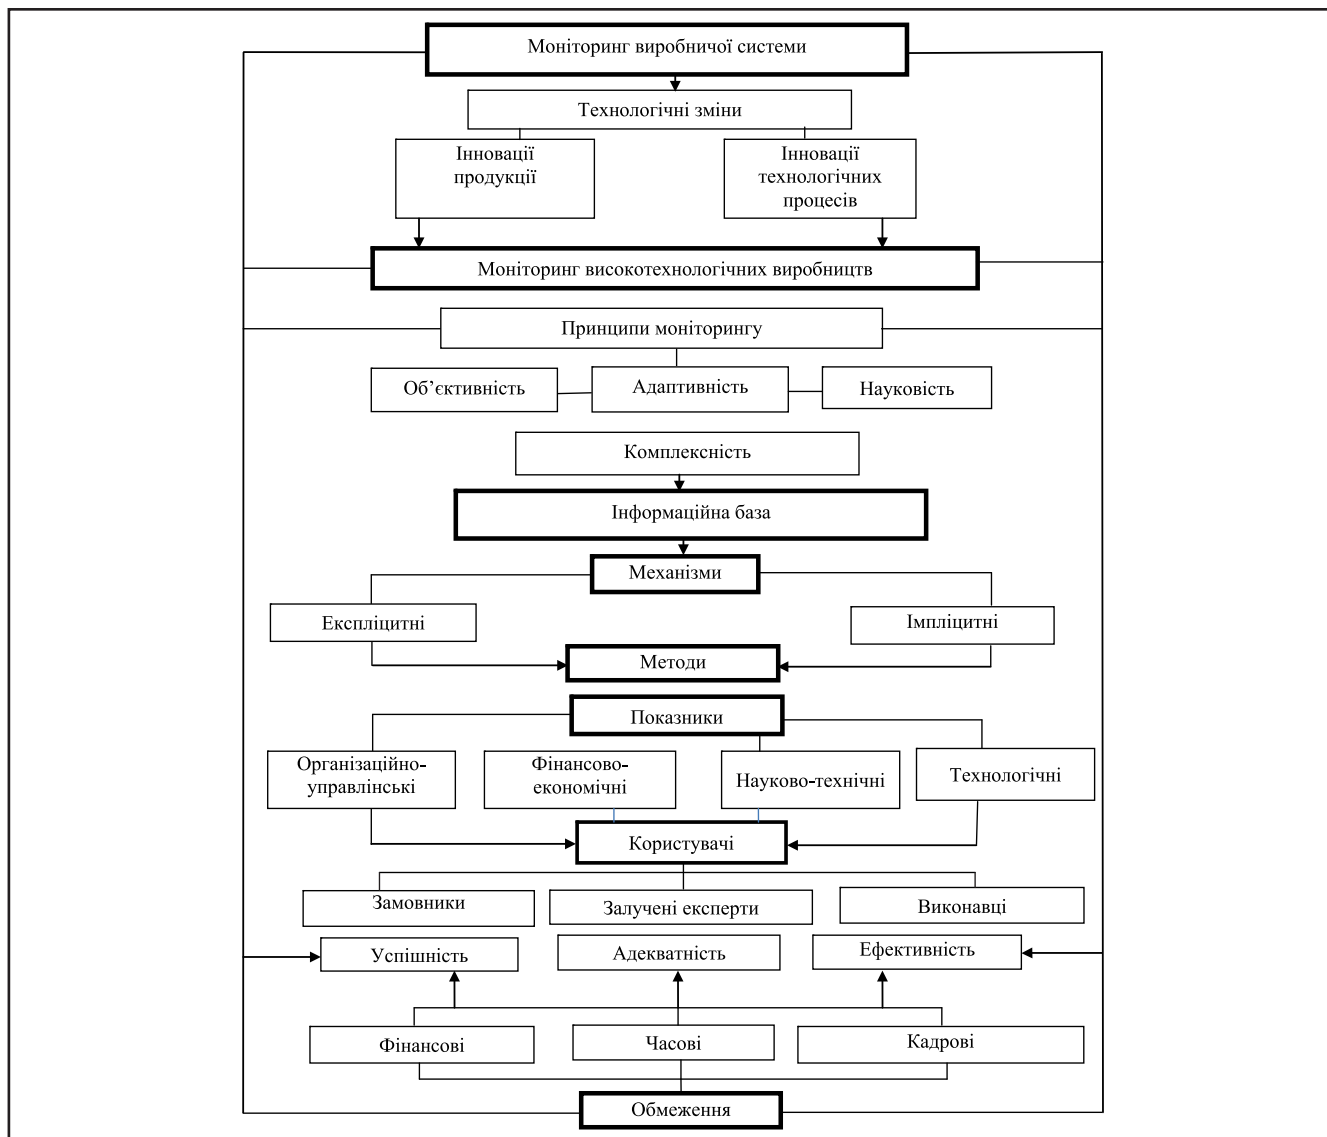 Моніторинг виробничої системи
Технологічні зміни
Інновації
продукції
Інновації
технологічних
процесів
Моніторинг високотехнологічних виробництв
Принципи моніторингу
Об’єктивність
Адаптивність
Науковість
Комплексність
Інформаційна база
Механізми
Експліцитні
Імпліцитні
Методи
Показники
Організаційно-
управлінські
Фінансово-
економічні
Науково-технічні
Технологічні
Користувачі
Замовники
Залучені експерти
Виконавці
Успішність
Адекватність
Ефективність
Фінансові
Часові
Кадрові
Обмеження